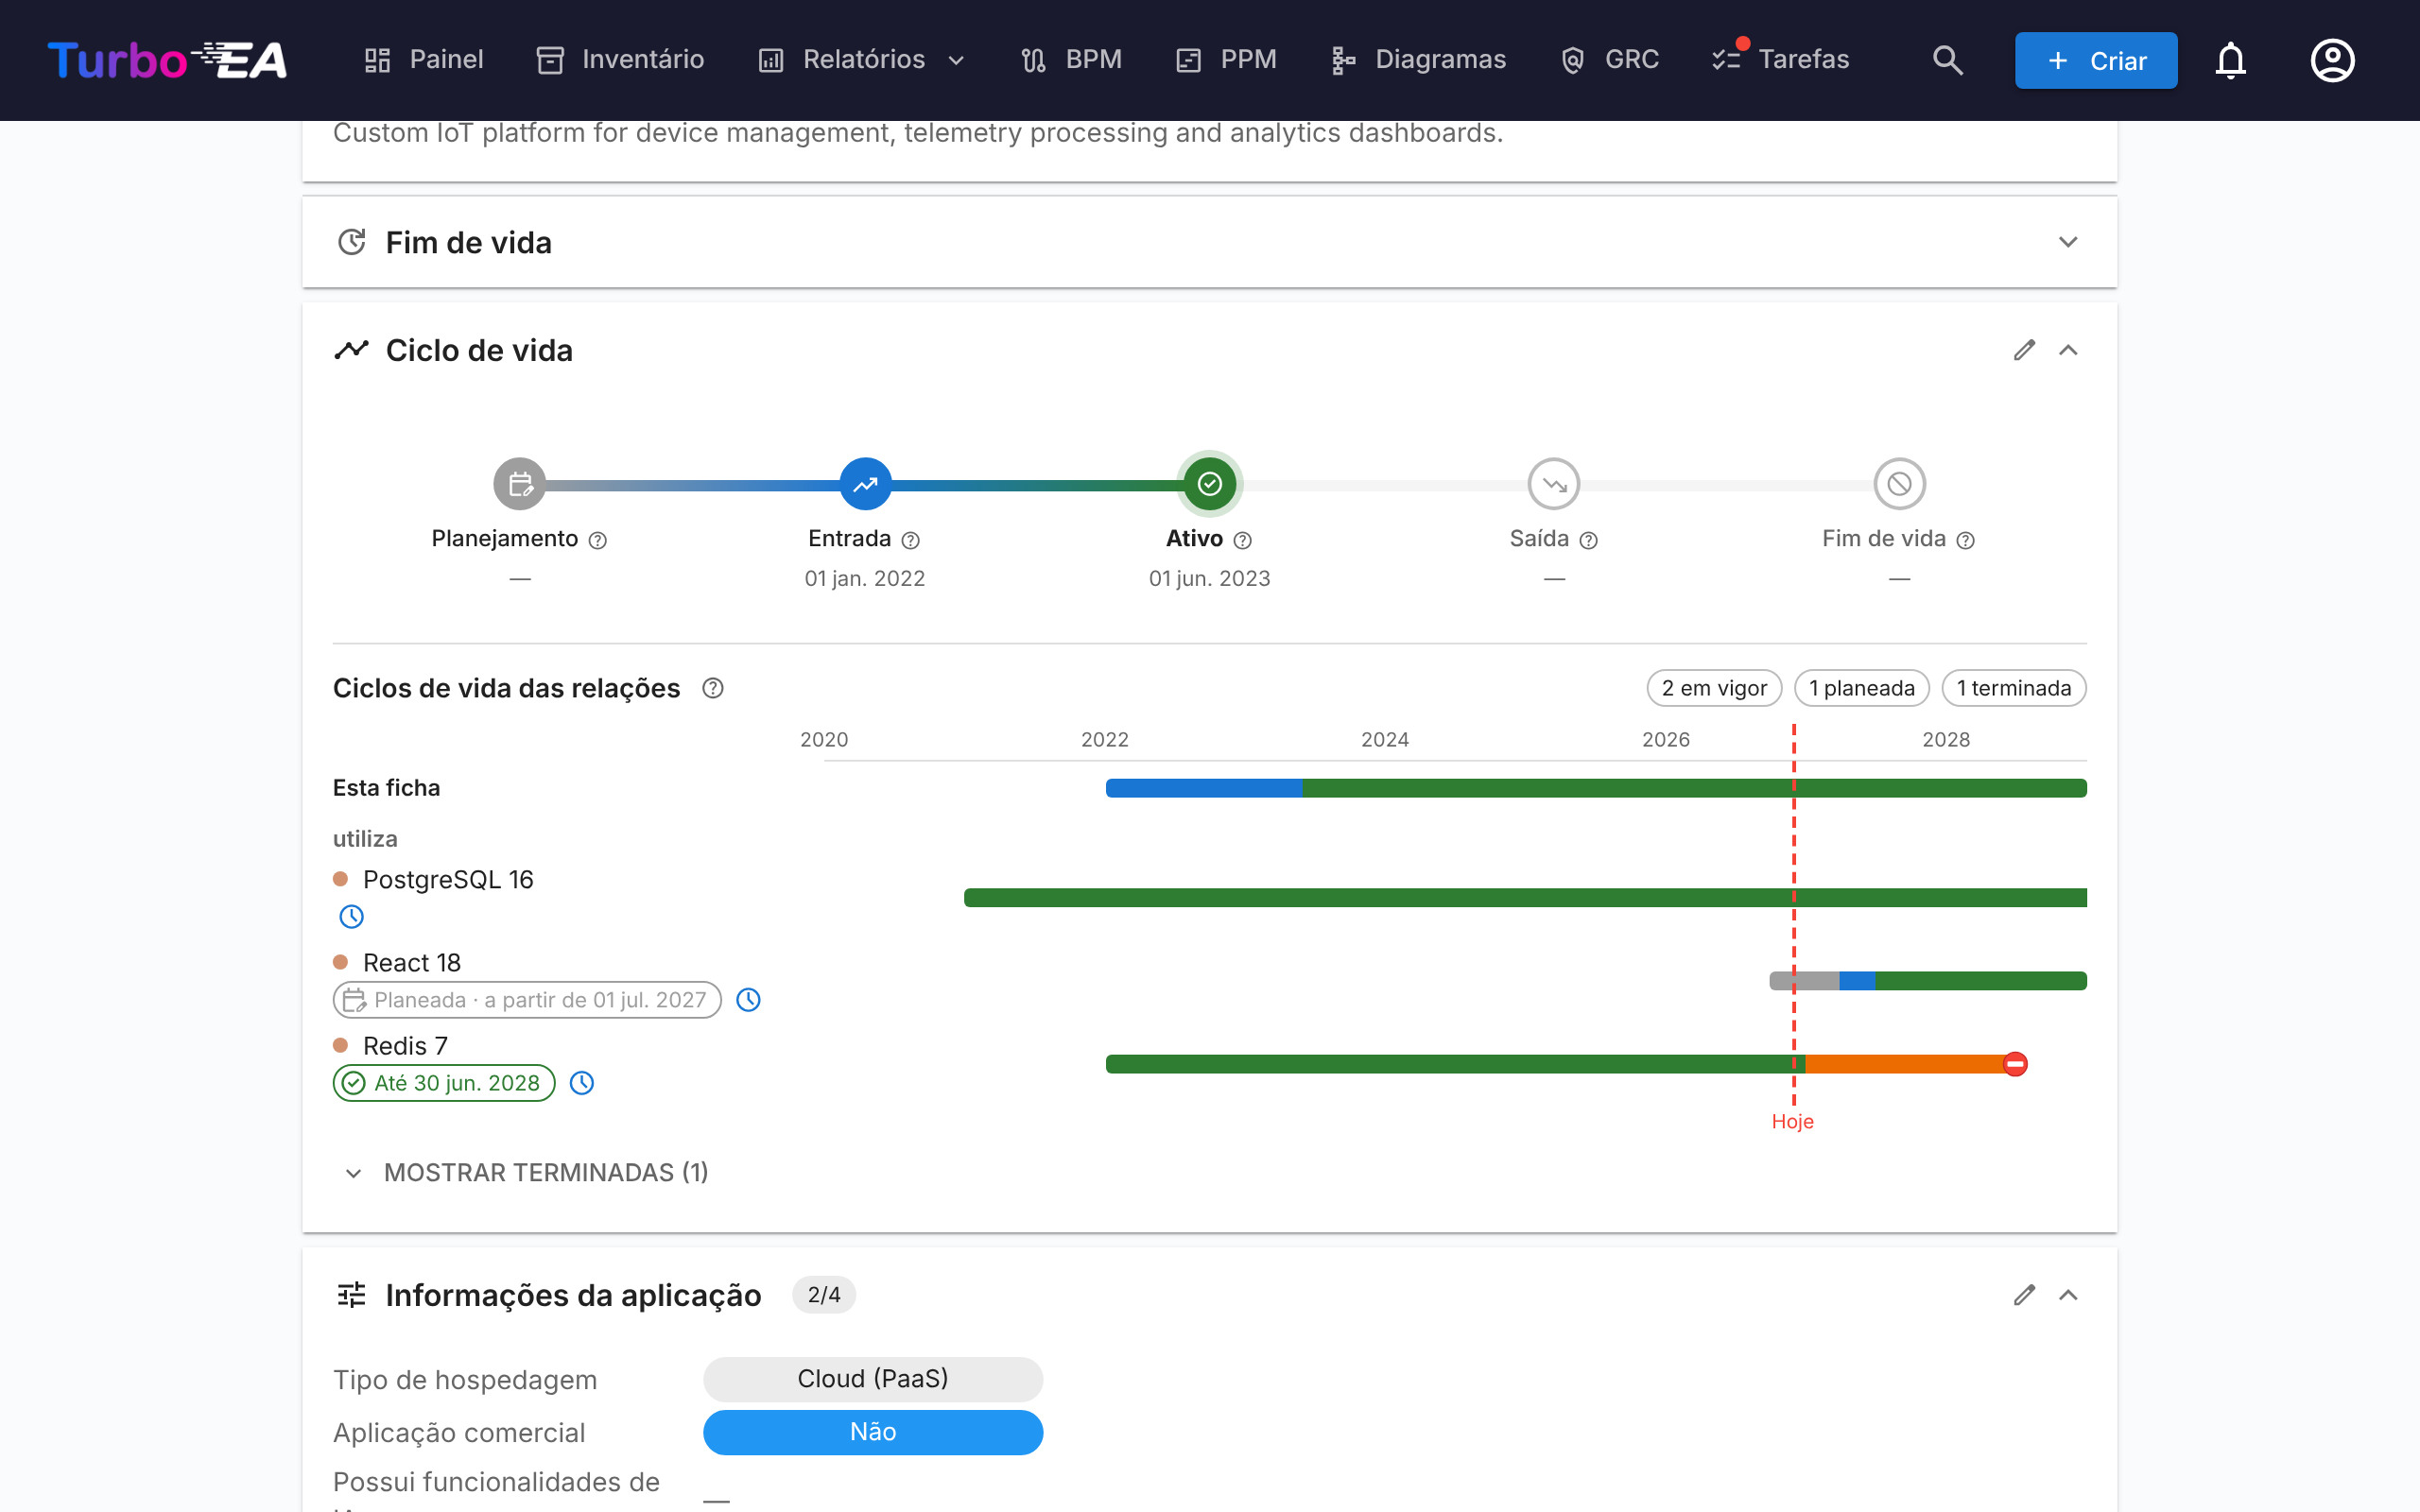 Turbo EA
Painel
Inventário
Relatórios
BPM
PPM
Diagramas
GRC
Tarefas
+ Criar
Custom IoT platform for device management, telemetry processing and analytics dashboards.
Fim de vida
Ciclo de vida
Planejamento
Entrada
Ativo
Saída
Fim de vida
—
01 jan. 2022
01 jun. 2023
—
—
Ciclos de vida das relações
2 em vigor
1 planeada
1 terminada
2020
2022
2024
2026
2028
Esta ficha
utiliza
PostgreSQL 16
React 18
Planeada · a partir de 01 jul. 2027
Redis 7
Até 30 jun. 2028
Hoje
MOSTRAR TERMINADAS (1)
Informações da aplicação
2/4
Tipo de hospedagem
Cloud (PaaS)
Aplicação comercial
Não
Possui funcionalidades de
—